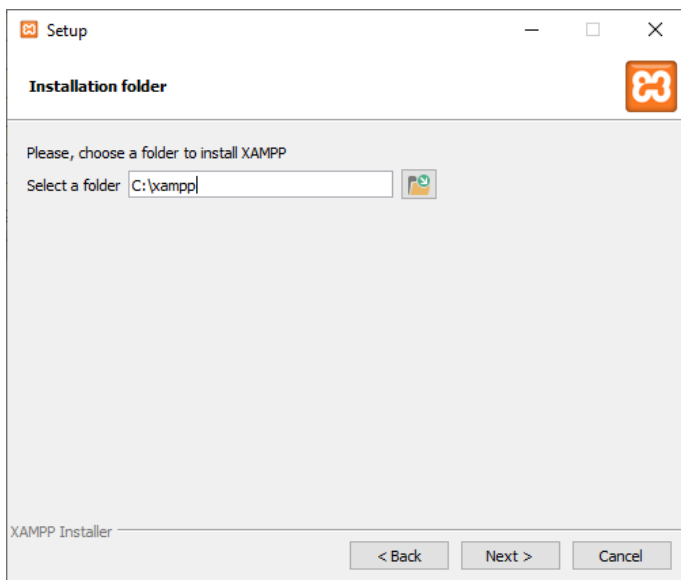 Setup
Installation folder
Please, choose a folder to install XAMPP
Select a folder C:\xampp
XAMPP Installer
< Back Next > Cancel